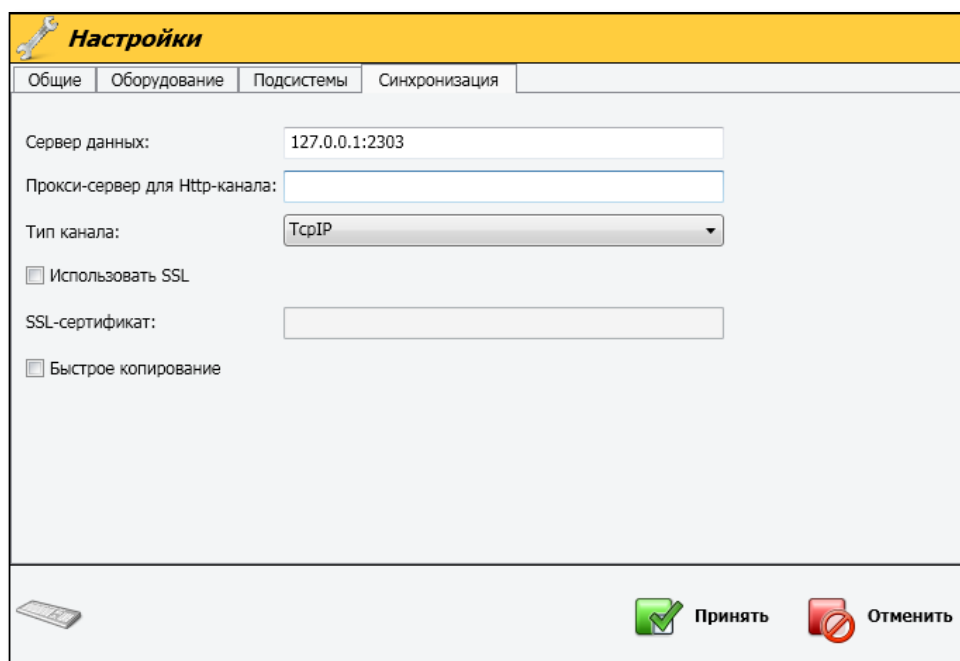 Настройки
Общие Оборудование Подсистемы Синхронизация
Сервер данных: 127.0.0.1:2303
Прокси-сервер для Http-канала:
Тип канала: TcpIP
Использовать SSL
SSL-сертификат:
Быстрое копирование
Принять Отменить